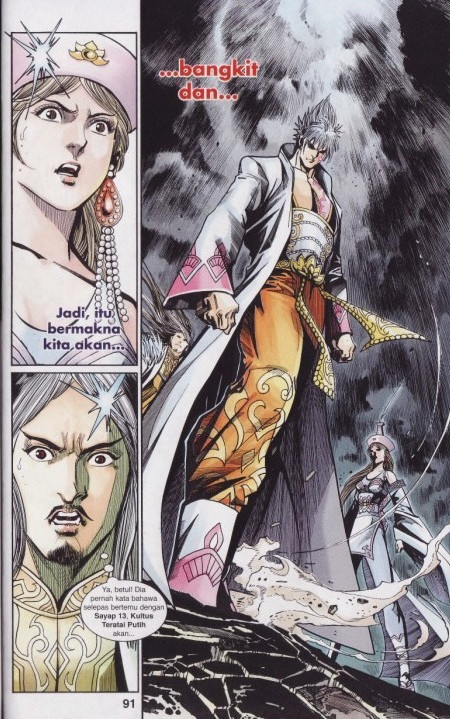 Jadi, itu
bermakna
kita akan...
Ya, betul! Dia
pernah kata bahawa
selepas bertemu dengan
Sayap 13, Kultus
Teratai Putih
akan...
...bangkit
dan...
91